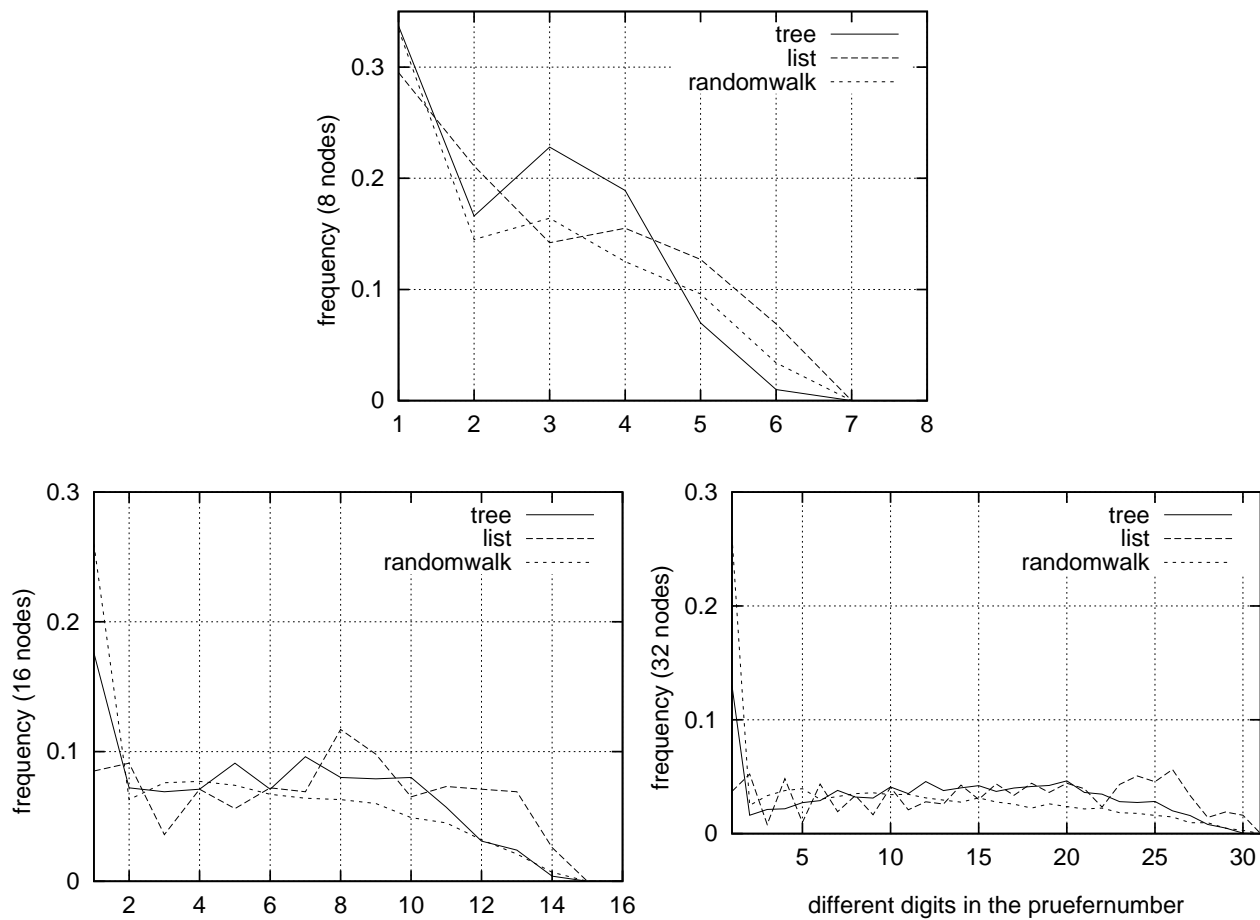 tree
list
randomwalk
0.3
0.2
0.1
0
frequency (8 nodes)
1 2 3 4 5 6 7 8
tree
list
randomwalk
0.3
0.2
0.1
0
frequency (16 nodes)
2 4 6 8 10 12 14 16
tree
list
randomwalk
0.3
0.2
0.1
0
frequency (32 nodes)
5 10 15 20 25 30
different digits in the pruefernumber